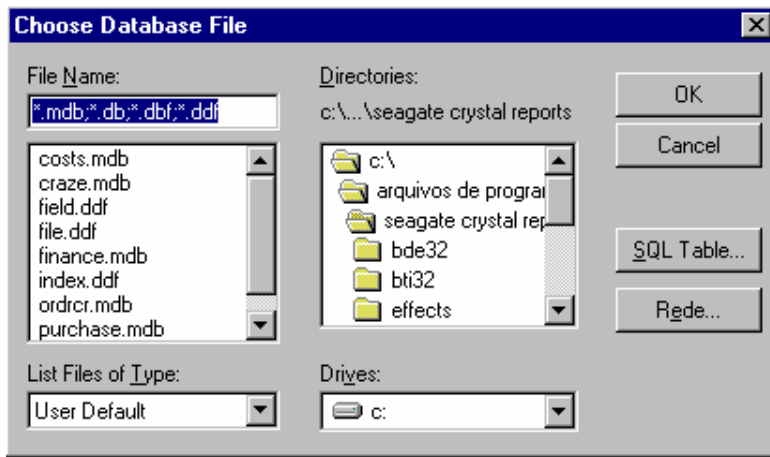 Choose Database File
File Name:
*.mdb;*.db;*.dbf;*.ddf
costs.mdb
craze.mdb
field.ddf
file.ddf
finance.mdb
index.ddf
ordrcr.mdb
purchase.mdb
List Files of Type:
User Default
Directories:
c:\...\seagate crystal reports
c:\
arquivos de prograr
seagate crystal rep
bde32
bti32
effects
Drives:
c:
OK
Cancel
SQL Table...
Rede...